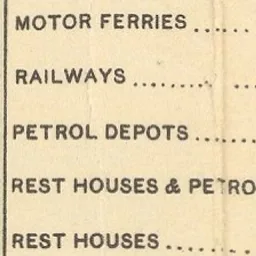 MOTOR FERRIES ......
RAILWAYS ........ ..
PETROL DEPOTS ......
REST HOUSES & PETRO
REST HOUSES ........